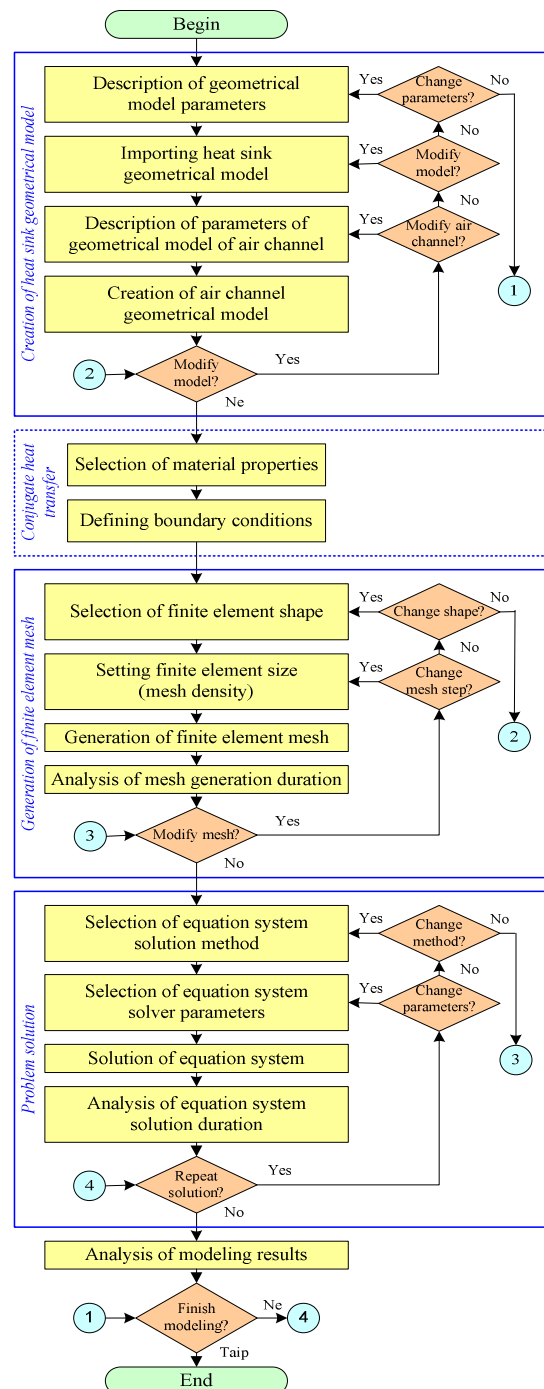 Begin
Creation of heat sink geometrical model
Description of geometrical
model parameters
Yes
Change
parameters?
No
No
Importing heat sink
geometrical model
Yes
Modify
model?
No
Description of parameters of
geometrical model of air channel
Yes
Modify air
channel?
1
Creation of air channel
geometrical model
2
Modify
model?
Yes
Ne
Conjugate heat
transfer
Selection of material properties
Defining boundary conditions
Generation of finite element mesh
Selection of finite element shape
Yes
Change shape?
No
No
Setting finite element size
(mesh density)
Yes
Change
mesh step?
2
Generation of finite element mesh
Analysis of mesh generation duration
3
Modify mesh?
Yes
No
Problem solution
Selection of equation system
solution method
Yes
Change
method?
No
No
Selection of equation system
solver parameters
Yes
Change
parameters?
3
Solution of equation system
Analysis of equation system
solution duration
4
Repeat
solution?
Yes
No
Analysis of modeling results
1
Finish
modeling?
Ne
4
Taip
End